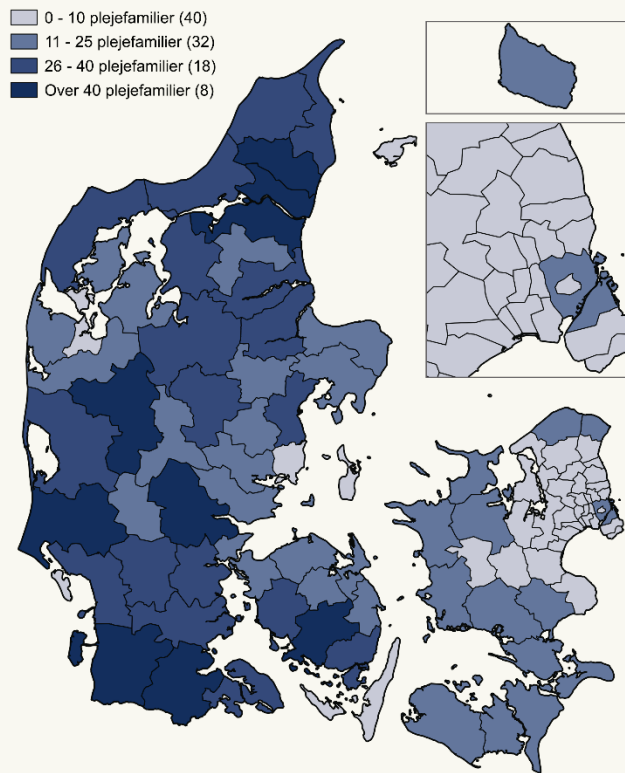 0 - 10 plejefamilier (40)
11 - 25 plejefamilier (32)
26 - 40 plejefamilier (18)
Over 40 plejefamilier (8)